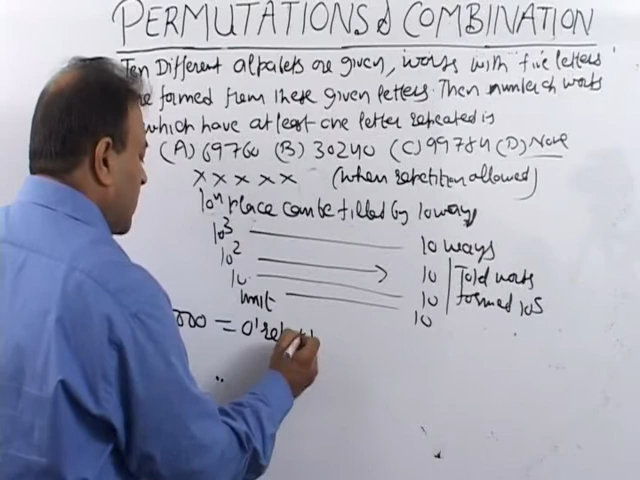 PERMUTATIONS & COMBINATION
Ten Different alphabets are given, words with five letters
formed from these given letters. Then number of words
which have at least one letter repeated is
(A) 69760 (B) 30240 (C) 99784 (D) None
X X X X X (when repetition allowed)
10⁴ place can be filled by 10 ways
10³ 10 ways
10² 10 Total words
10 10 formed 10⁵
Unit 10
000 =